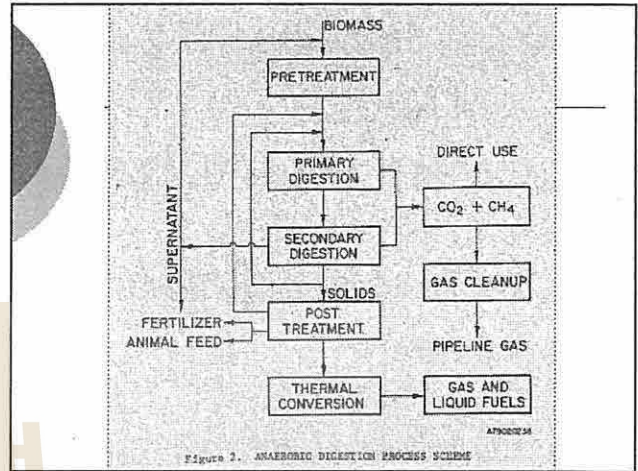 BIOMASS
PRETREATMENT
PRIMARY
DIGESTION
DIRECT USE
CO₂ + CH₄
SUPERNATANT
SECONDARY
DIGESTION
GAS CLEANUP
SOLIDS
POST
TREATMENT
FERTILIZER
ANIMAL FEED
PIPELINE GAS
THERMAL
CONVERSION
GAS AND
LIQUID FUELS
A79020236
Figure 2. ANAEROBIC DIGESTION PROCESS SCHEME